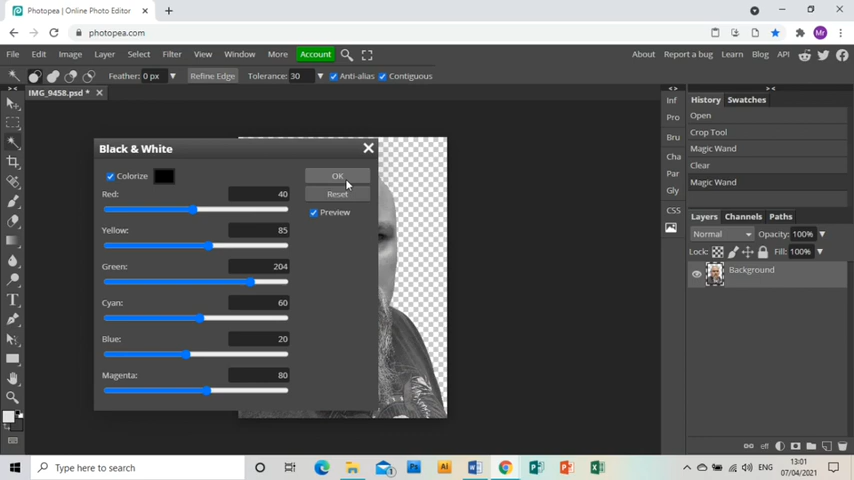 Photopea | Online Photo Editor
photopea.com
Mr
File Edit Image Layer Select Filter View Window More Account
About Report a bug Learn Blog API
Feather: 0 px Refine Edge Tolerance: 30 Anti-alias Contiguous
IMG_9458.psd *
Black & White
Colorize
OK
Red: 40
Reset
Preview
Yellow: 85
Green: 204
Cyan: 60
Blue: 20
Magenta: 80
Inf
Pro
Bru
Cha
Par
Gly
CSS
History Swatches
Open
Crop Tool
Magic Wand
Clear
Magic Wand
Layers Channels Paths
Normal Opacity: 100%
Lock: Fill: 100%
Background
eff
Type here to search
Ps
Ai
W
P
P
X
ENG
13:01
07/04/2021